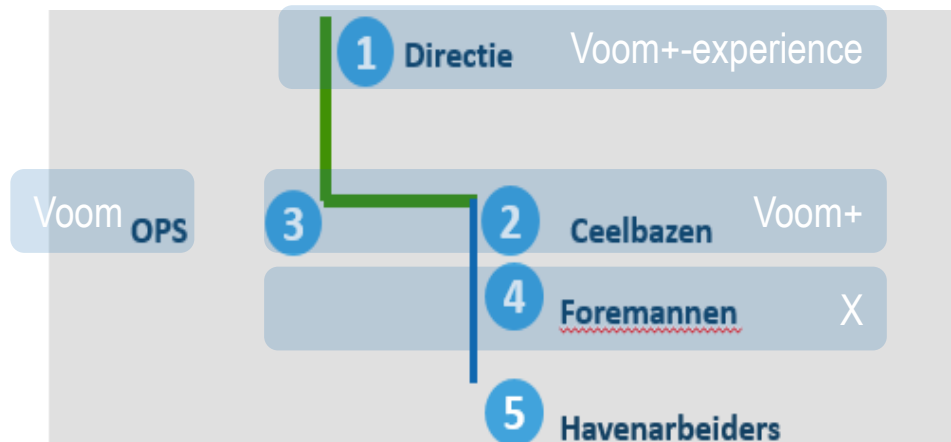 1 Directie Voom+-experience
Voom OPS 3 2 Ceelbazen Voom+
4 Foremannen X
5 Havenarbeiders